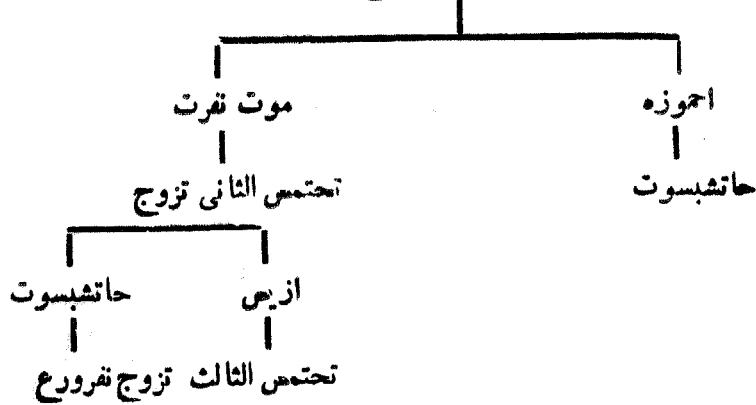 احموزه موت نفرت
حاتشبسوت تحتمس الثانى تزوج
ازيس حاتشبسوت
تحتمس الثالث تزوج نفرورع